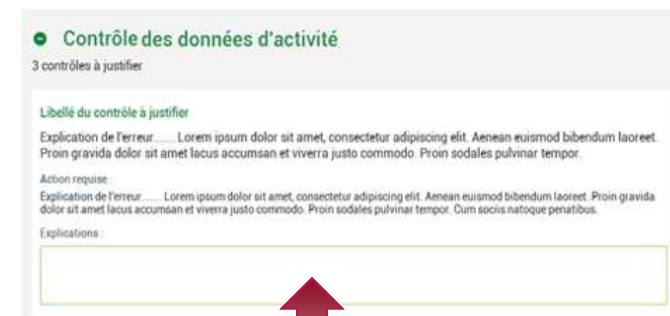 Contrôle des données d'activité
3 contrôles à justifier
Libellé du contrôle à justifier
Explication de l'erreur....... Lorem ipsum dolor sit amet, consectetur adipiscing elit. Aenean euismod bibendum laoreet.
Proin gravida dolor sit amet lacus accumsan et viverra justo commodo. Proin sodales pulvinar tempor.
Action requise :
Explication de l'erreur....... Lorem ipsum dolor sit amet, consectetur adipiscing elit. Aenean euismod bibendum laoreet. Proin gravida
dolor sit amet lacus accumsan et viverra justo commodo. Proin sodales pulvinar tempor. Cum sociis natoque penatibus.
Explications :